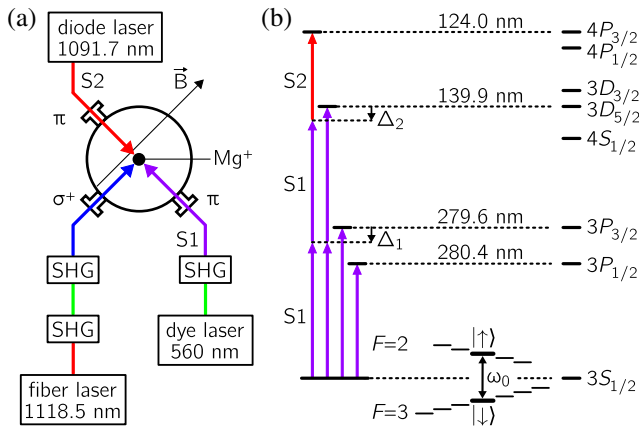 (a)
diode laser
1091.7 nm
S2
B
π
Mg⁺
σ⁺
π
S1
SHG
SHG
SHG
dye laser
560 nm
fiber laser
1118.5 nm
(b)
124.0 nm
4P3/2
4P1/2
S2
3D3/2
139.9 nm
3D5/2
Δ2
4S1/2
S1
279.6 nm
3P3/2
Δ1
280.4 nm
3P1/2
S1
F=2
|↑⟩
ω0
3S1/2
F=3
|↓⟩